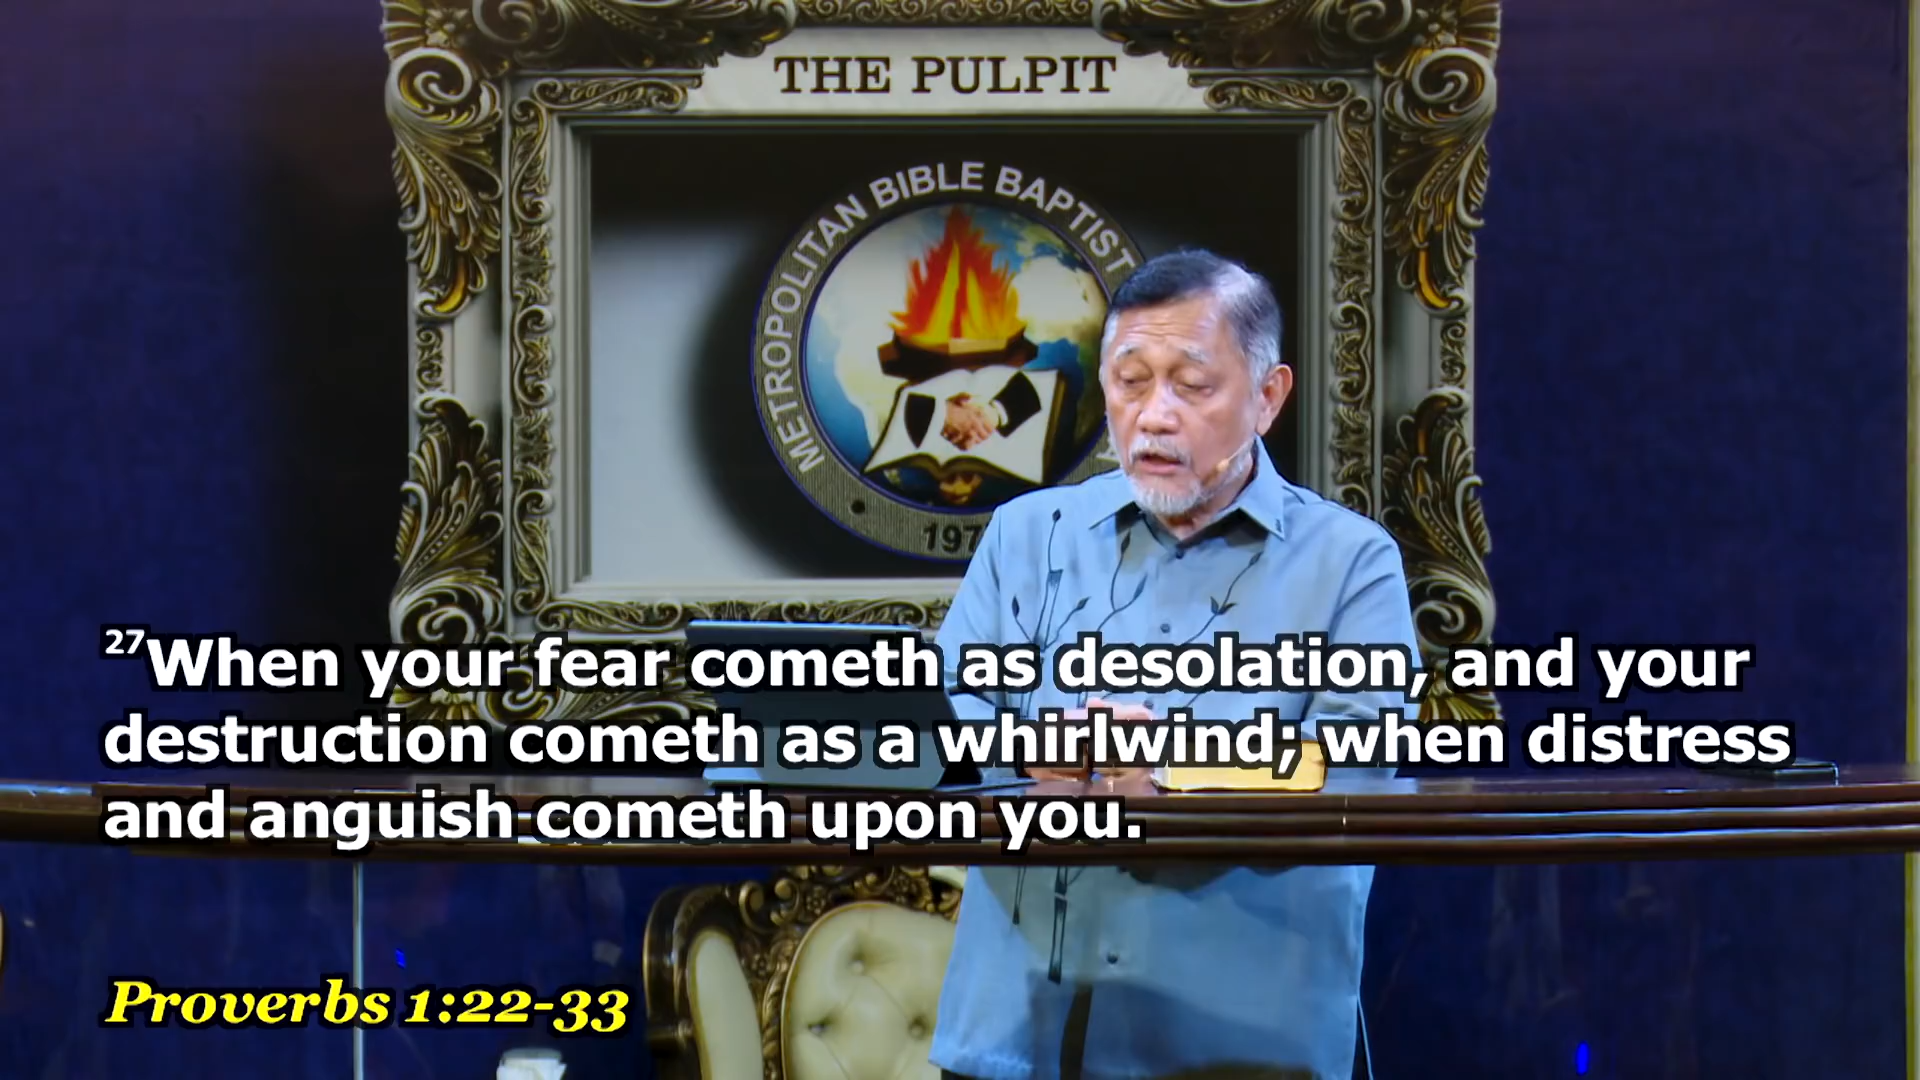 THE PULPIT
METROPOLITAN BIBLE BAPTIST
197
27When your fear cometh as desolation, and your
destruction cometh as a whirlwind; when distress
and anguish cometh upon you.
Proverbs 1:22-33